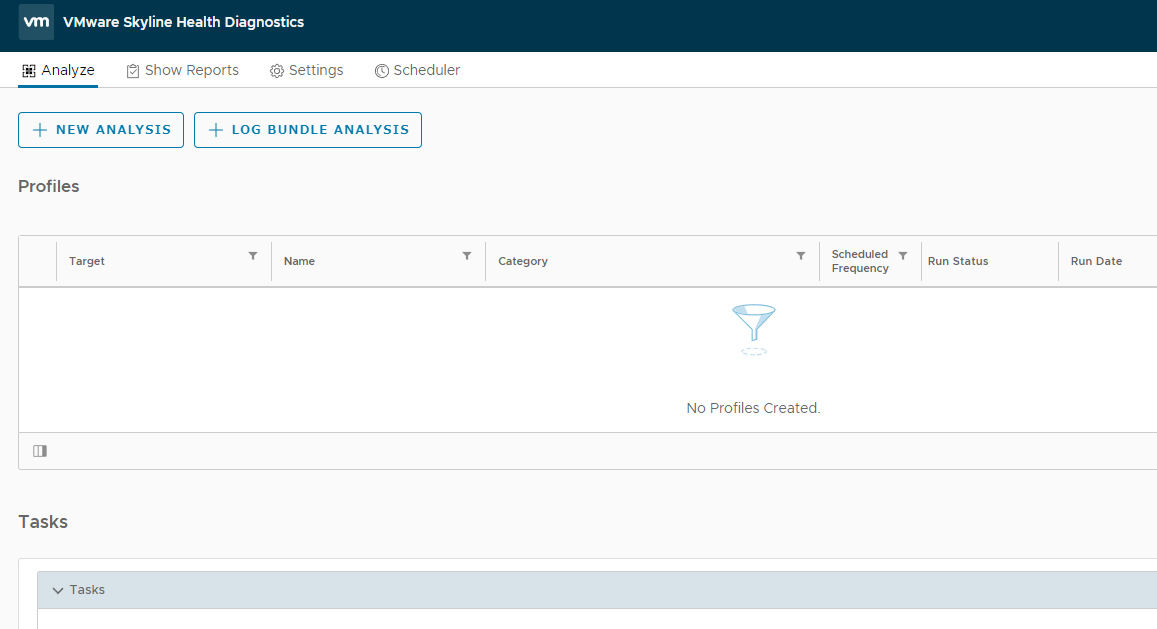 vm VMware Skyline Health Diagnostics
Analyze Show Reports Settings Scheduler
NEW ANALYSIS LOG BUNDLE ANALYSIS
Profiles
Target Name Category Scheduled Frequency Run Status Run Date
No Profiles Created.
Tasks
Tasks